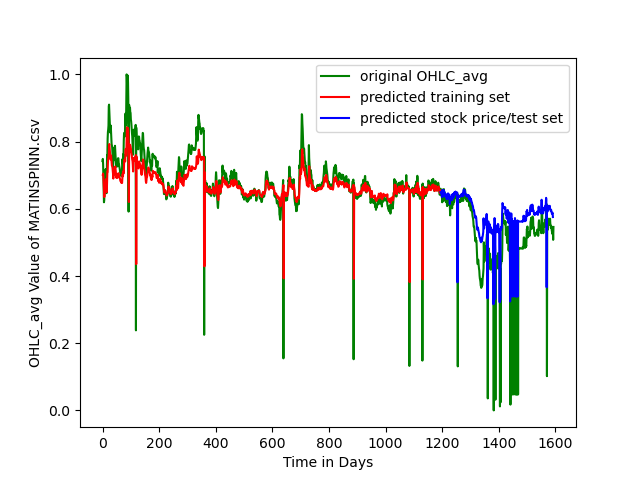 original OHLC_avg
predicted training set
predicted stock price/test set
OHLC_avg Value of MATINSPINN.csv
1.0
0.8
0.6
0.4
0.2
0.0
0 200 400 600 800 1000 1200 1400 1600
Time in Days